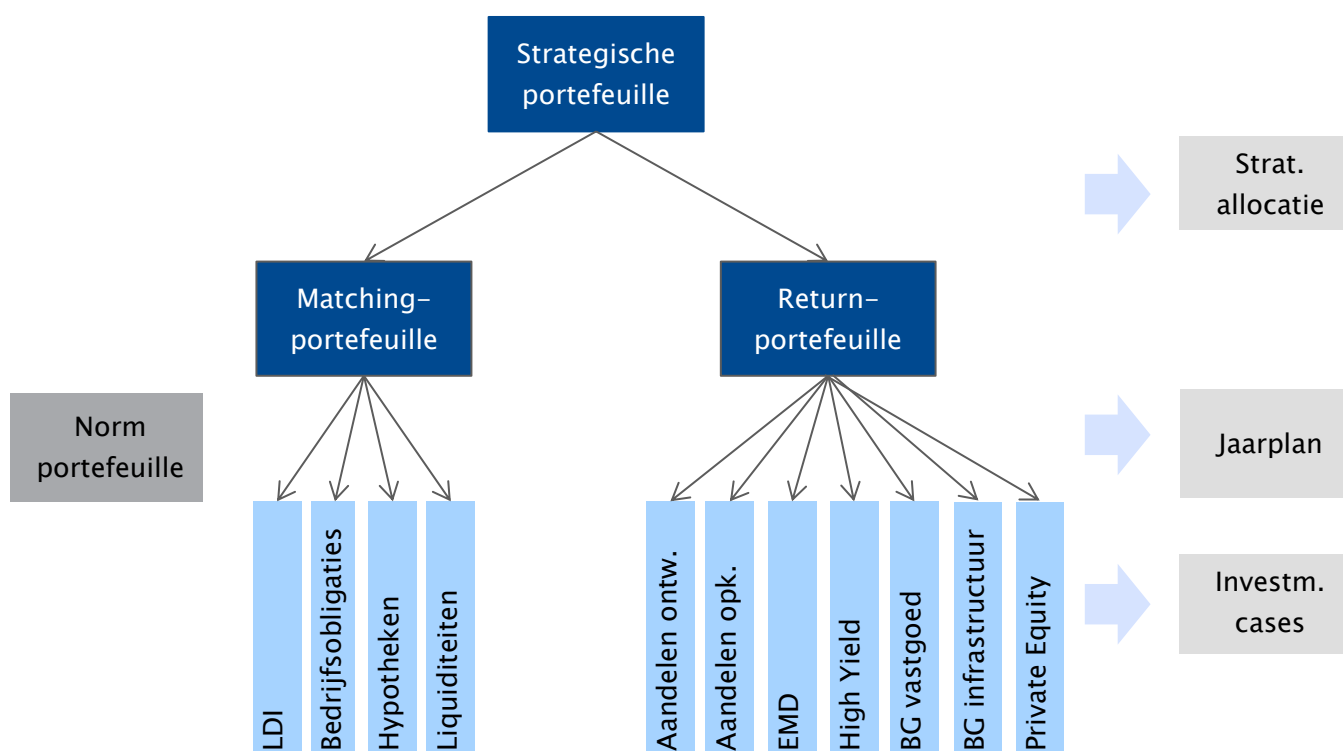 Strategische
portefeuille
Strat.
allocatie
Matching-
portefeuille
Return-
portefeuille
Norm
portefeuille
Jaarplan
LDI
Bedrijfsobligaties
Hypotheken
Liquiditeiten
Aandelen ontw.
Aandelen opk.
EMD
High Yield
BG vastgoed
BG infrastructuur
Private Equity
Investm.
cases